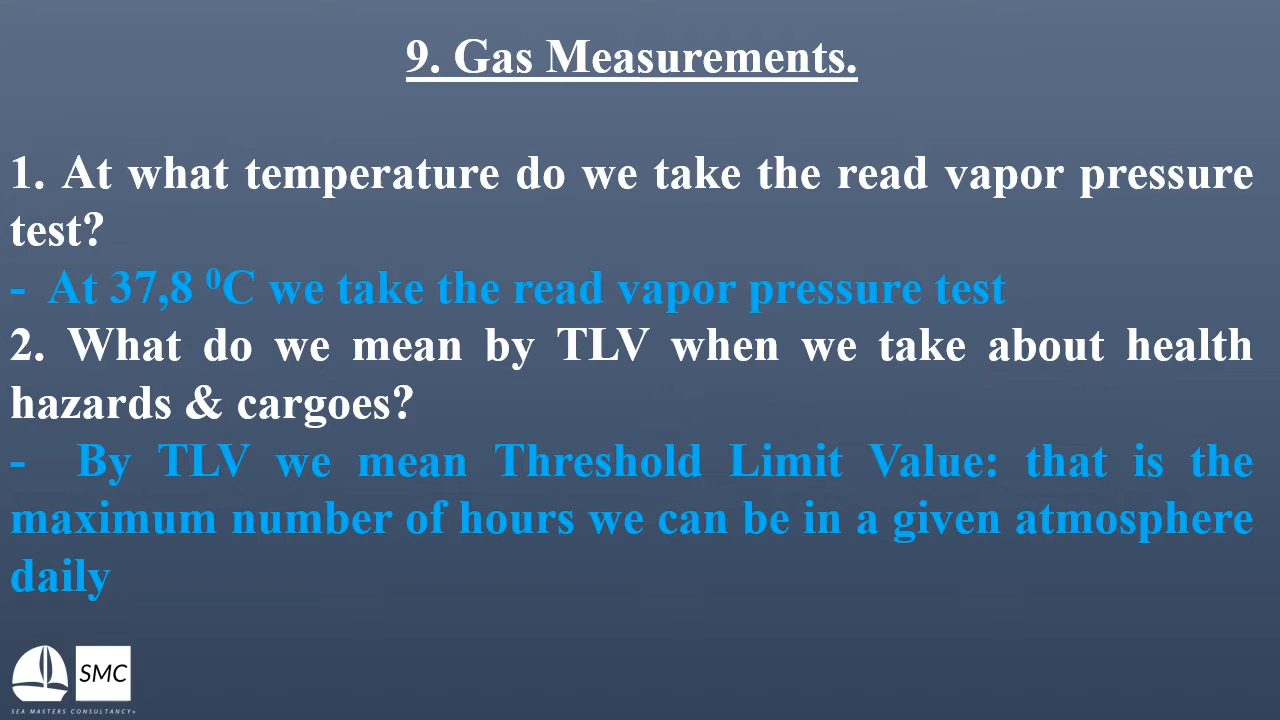 9. Gas Measurements.
1. At what temperature do we take the read vapor pressure
test?
- At 37,8 ⁰C we take the read vapor pressure test
2. What do we mean by TLV when we take about health
hazards & cargoes?
- By TLV we mean Threshold Limit Value: that is the
maximum number of hours we can be in a given atmosphere
daily
SMC
SEA MASTERS CONSULTANCY